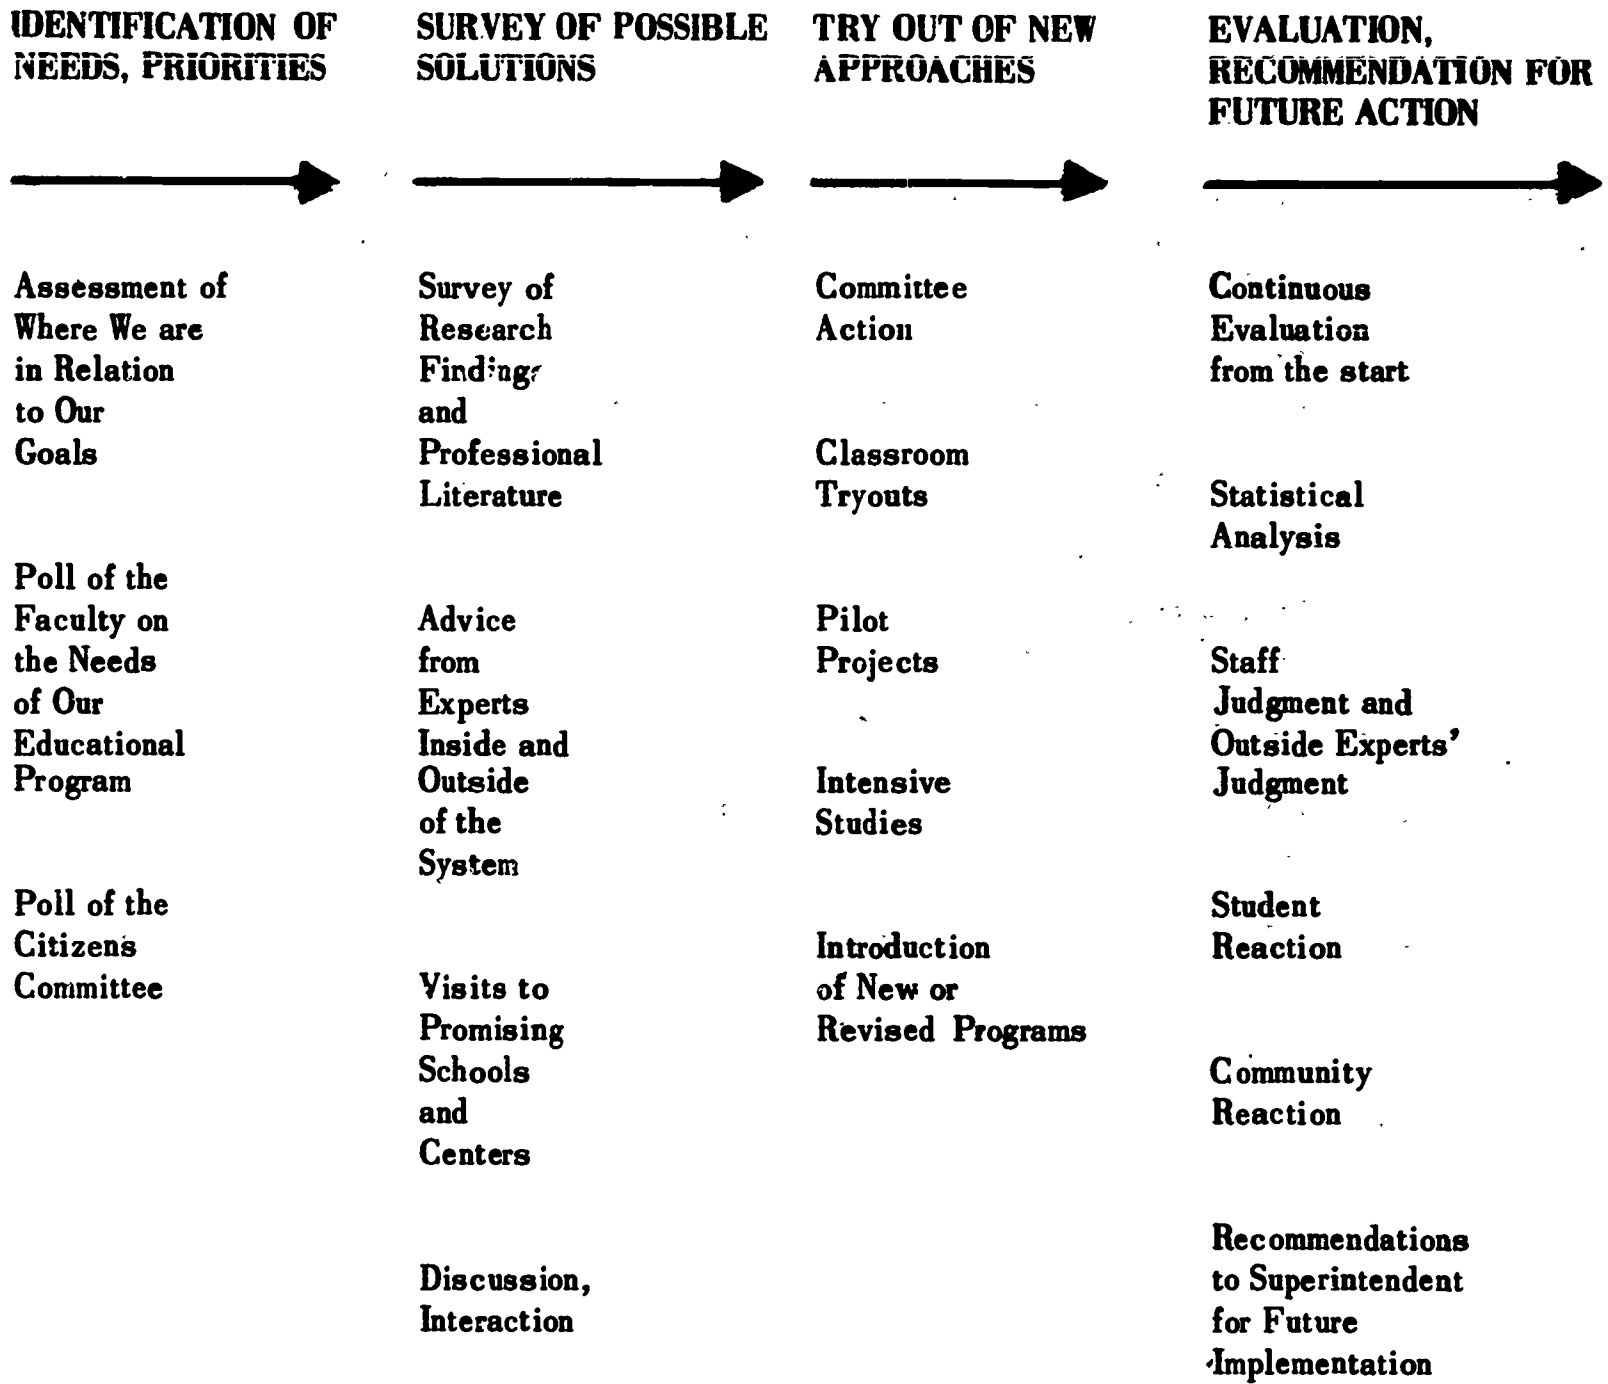 IDENTIFICATION OF
NEEDS, PRIORITIES
Assessment of
Where We are
in Relation
to Our
Goals
Poll of the
Faculty on
the Needs
of Our
Educational
Program
Poll of the
Citizens
Committee
SURVEY OF POSSIBLE
SOLUTIONS
Survey of
Research
Findings
and
Professional
Literature
Advice
from
Experts
Inside and
Outside
of the
System
Visits to
Promising
Schools
and
Centers
Discussion,
Interaction
TRY OUT OF NEW
APPROACHES
Committee
Action
Classroom
Tryouts
Pilot
Projects
Intensive
Studies
Introduction
of New or
Revised Programs
EVALUATION,
RECOMMENDATION FOR
FUTURE ACTION
Continuous
Evaluation
from the start
Statistical
Analysis
Staff
Judgment and
Outside Experts'
Judgment
Student
Reaction
Community
Reaction
Recommendations
to Superintendent
for Future
Implementation